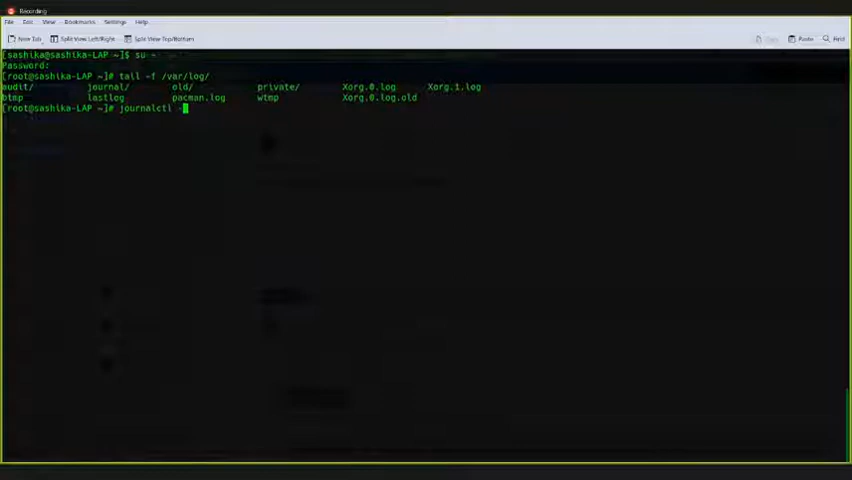 Recording
File Edit View Bookmarks Settings Help
New Tab Split View Left/Right Split View Top/Bottom Copy Paste Find
[sashika@sashika-LAP ~]$ su -
Password:
[root@sashika-LAP ~]# tail -f /var/log/
audit/ journal/ old/ private/ Xorg.0.log Xorg.1.log
btmp lastlog pacman.log wtmp Xorg.0.log.old
[root@sashika-LAP ~]# journalctl -